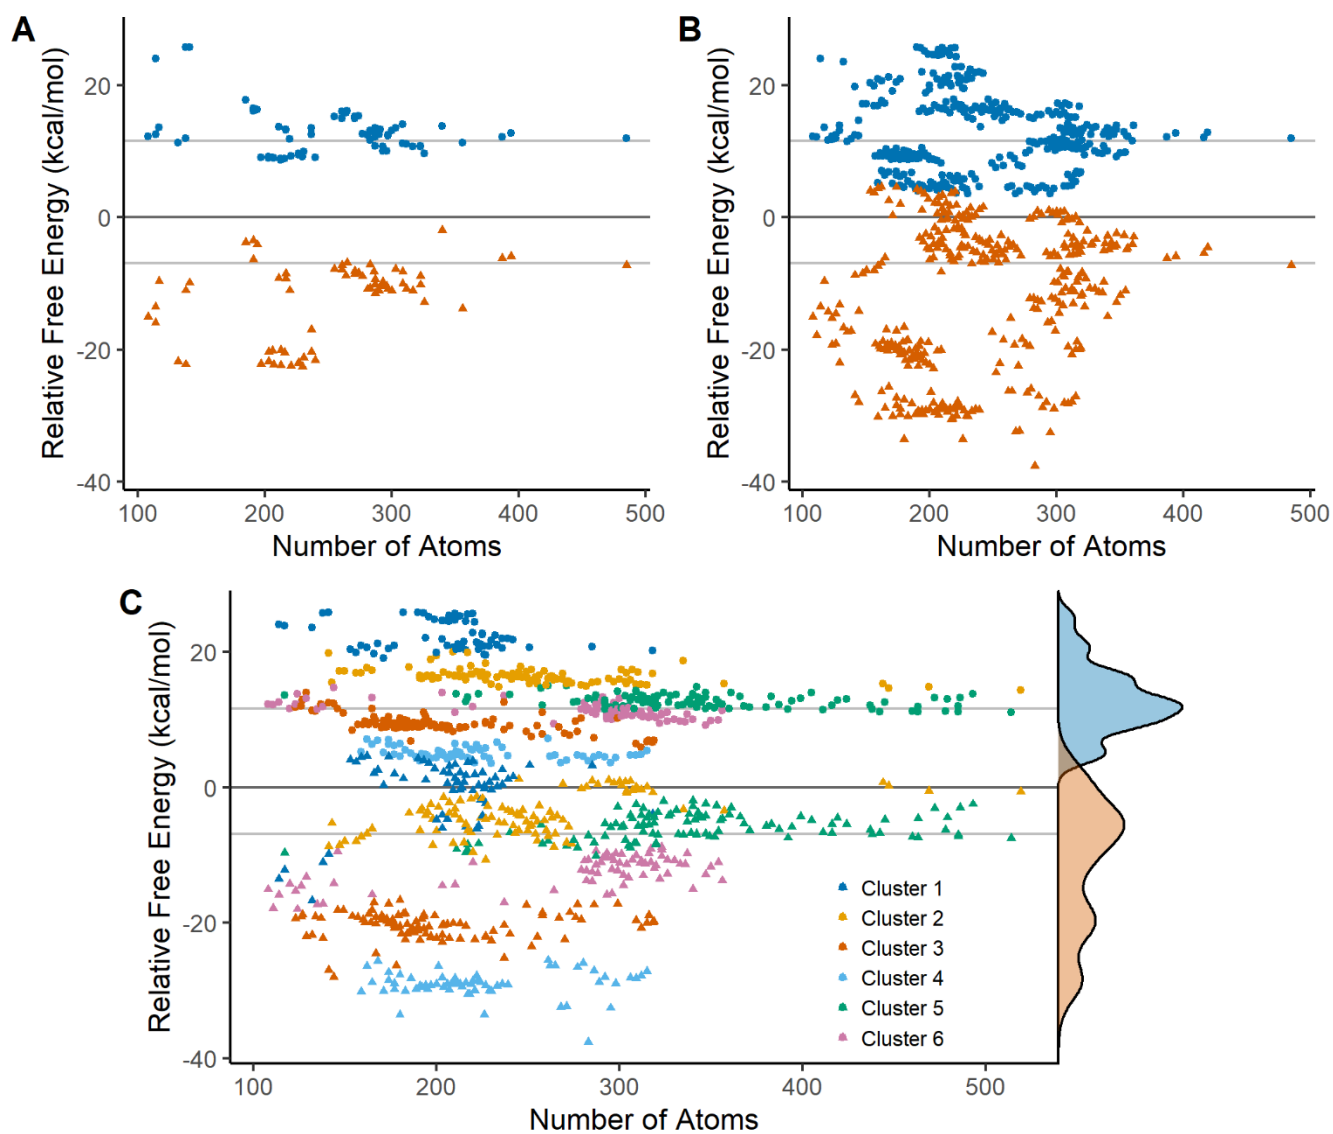 A
Relative Free Energy (kcal/mol)
20
0
-20
-40
100 200 300 400 500
Number of Atoms
B
Relative Free Energy (kcal/mol)
20
0
-20
-40
100 200 300 400 500
Number of Atoms
C
Relative Free Energy (kcal/mol)
20
0
-20
-40
100 200 300 400 500
Number of Atoms
Cluster 1
Cluster 2
Cluster 3
Cluster 4
Cluster 5
Cluster 6